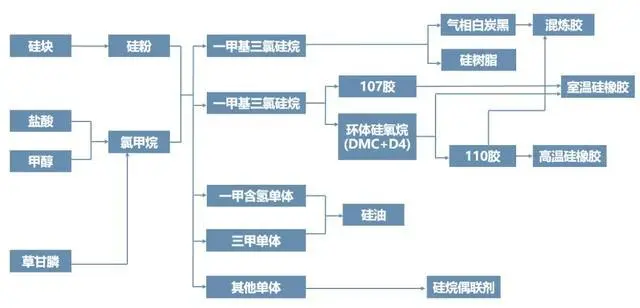 硅块
硅粉
一甲基三氯硅烷
气相白炭黑
混炼胶
硅树脂
一甲基三氯硅烷
107胶
室温硅橡胶
盐酸
氯甲烷
甲醇
环体硅氧烷
(DMC+D4)
110胶
高温硅橡胶
一甲含氢单体
硅油
三甲单体
草甘膦
其他单体
硅烷偶联剂